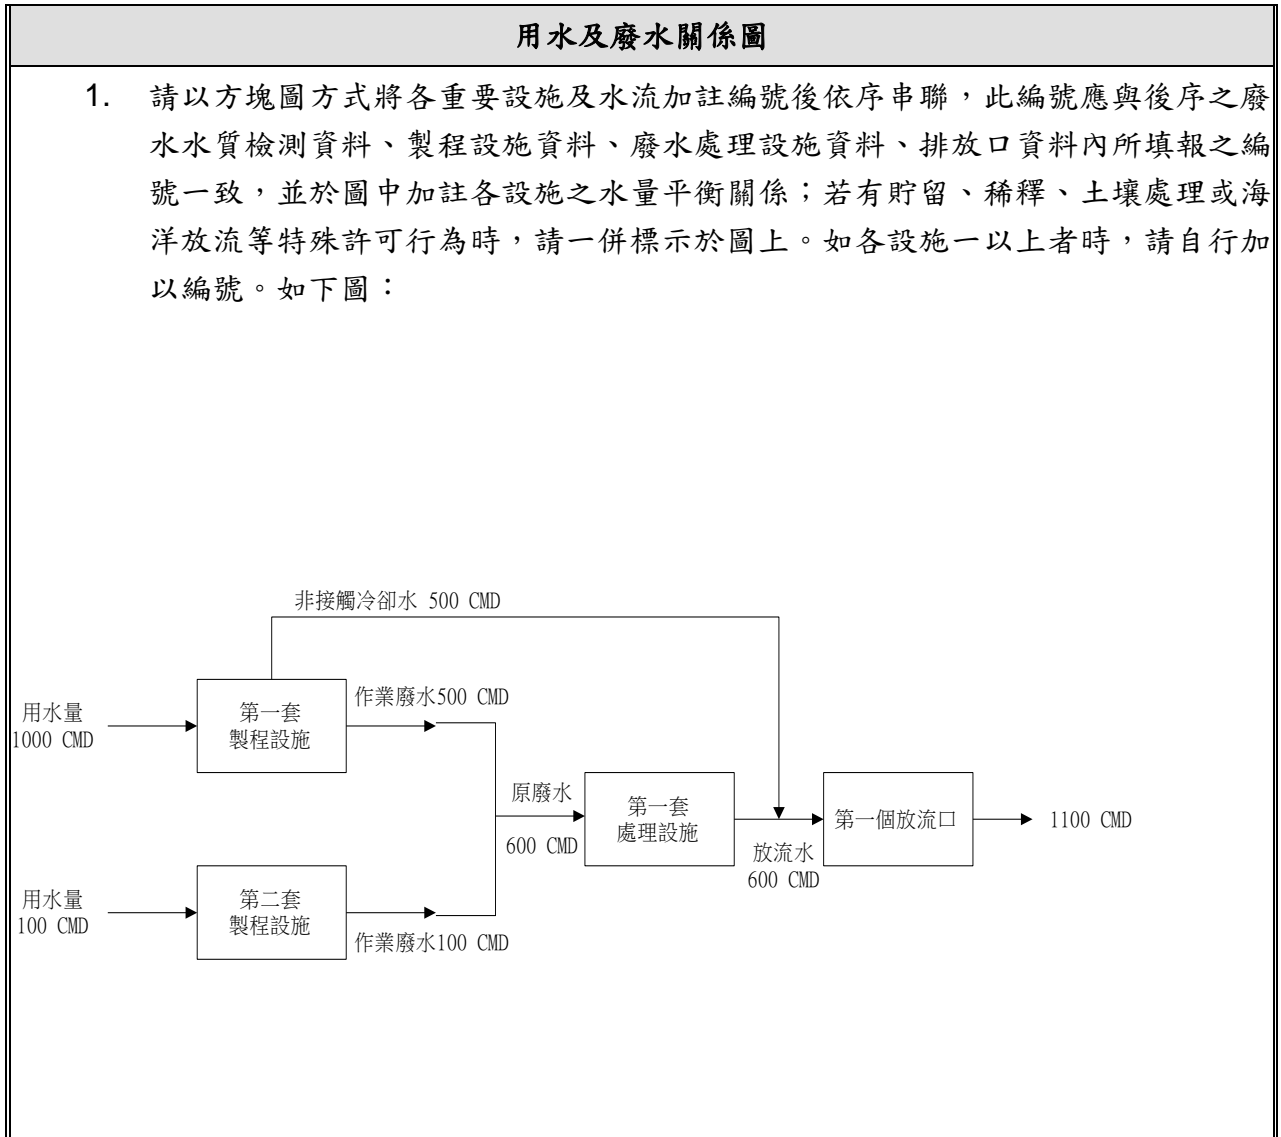 用水及廢水關係圖
1. 請以方塊圖方式將各重要設施及水流加註編號後依序串聯，此編號應與後序之廢
水水質檢測資料、製程設施資料、廢水處理設施資料、排放口資料內所填報之編
號一致，並於圖中加註各設施之水量平衡關係；若有貯留、稀釋、土壤處理或海
洋放流等特殊許可行為時，請一併標示於圖上。如各設施一以上者時，請自行加
以編號。如下圖：
非接觸冷卻水 500 CMD
用水量
1000 CMD
第一套
製程設施
作業廢水500 CMD
原廢水
600 CMD
第一套
處理設施
放流水
600 CMD
第一個放流口
1100 CMD
用水量
100 CMD
第二套
製程設施
作業廢水100 CMD